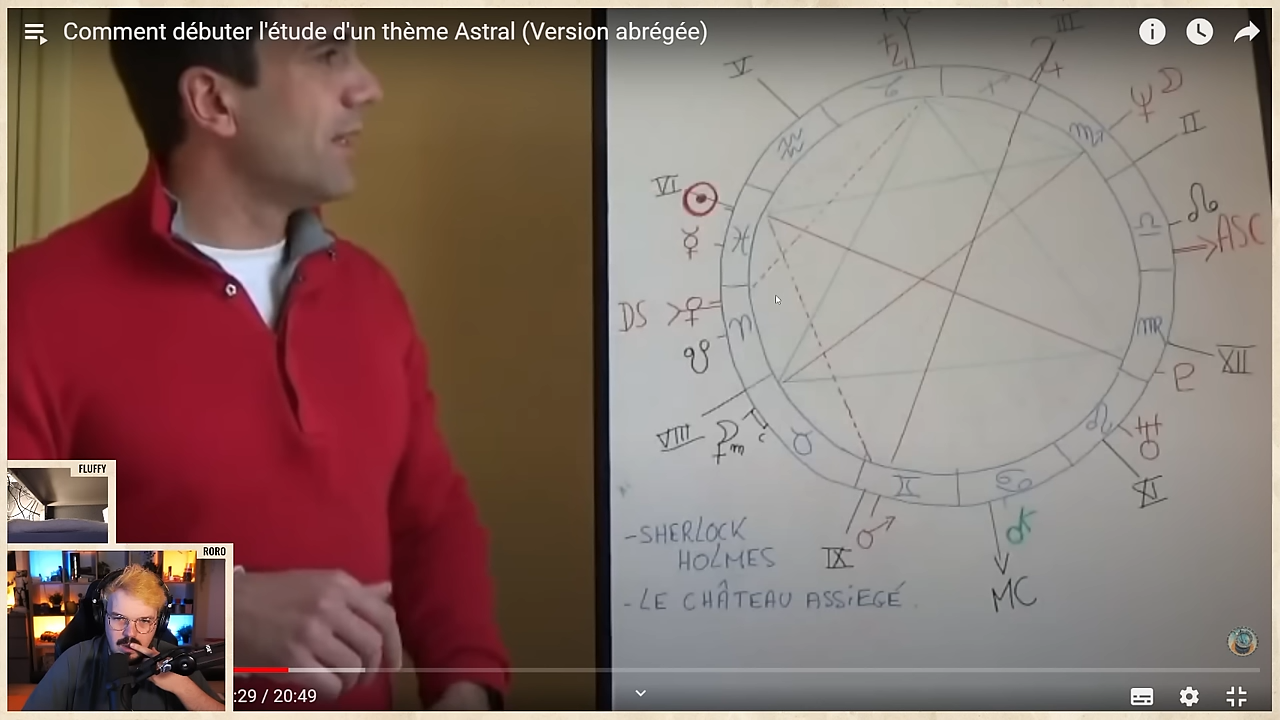 Comment débuter l'étude d'un thème Astral (Version abrégée)
III
V
II
VI
ASC
DS
XII
VIII
XI
FLUFFY
-SHERLOCK
HOLMES
IX
RORO
- LE CHÂTEAU ASSIEGÉ.
MC
:29 / 20:49